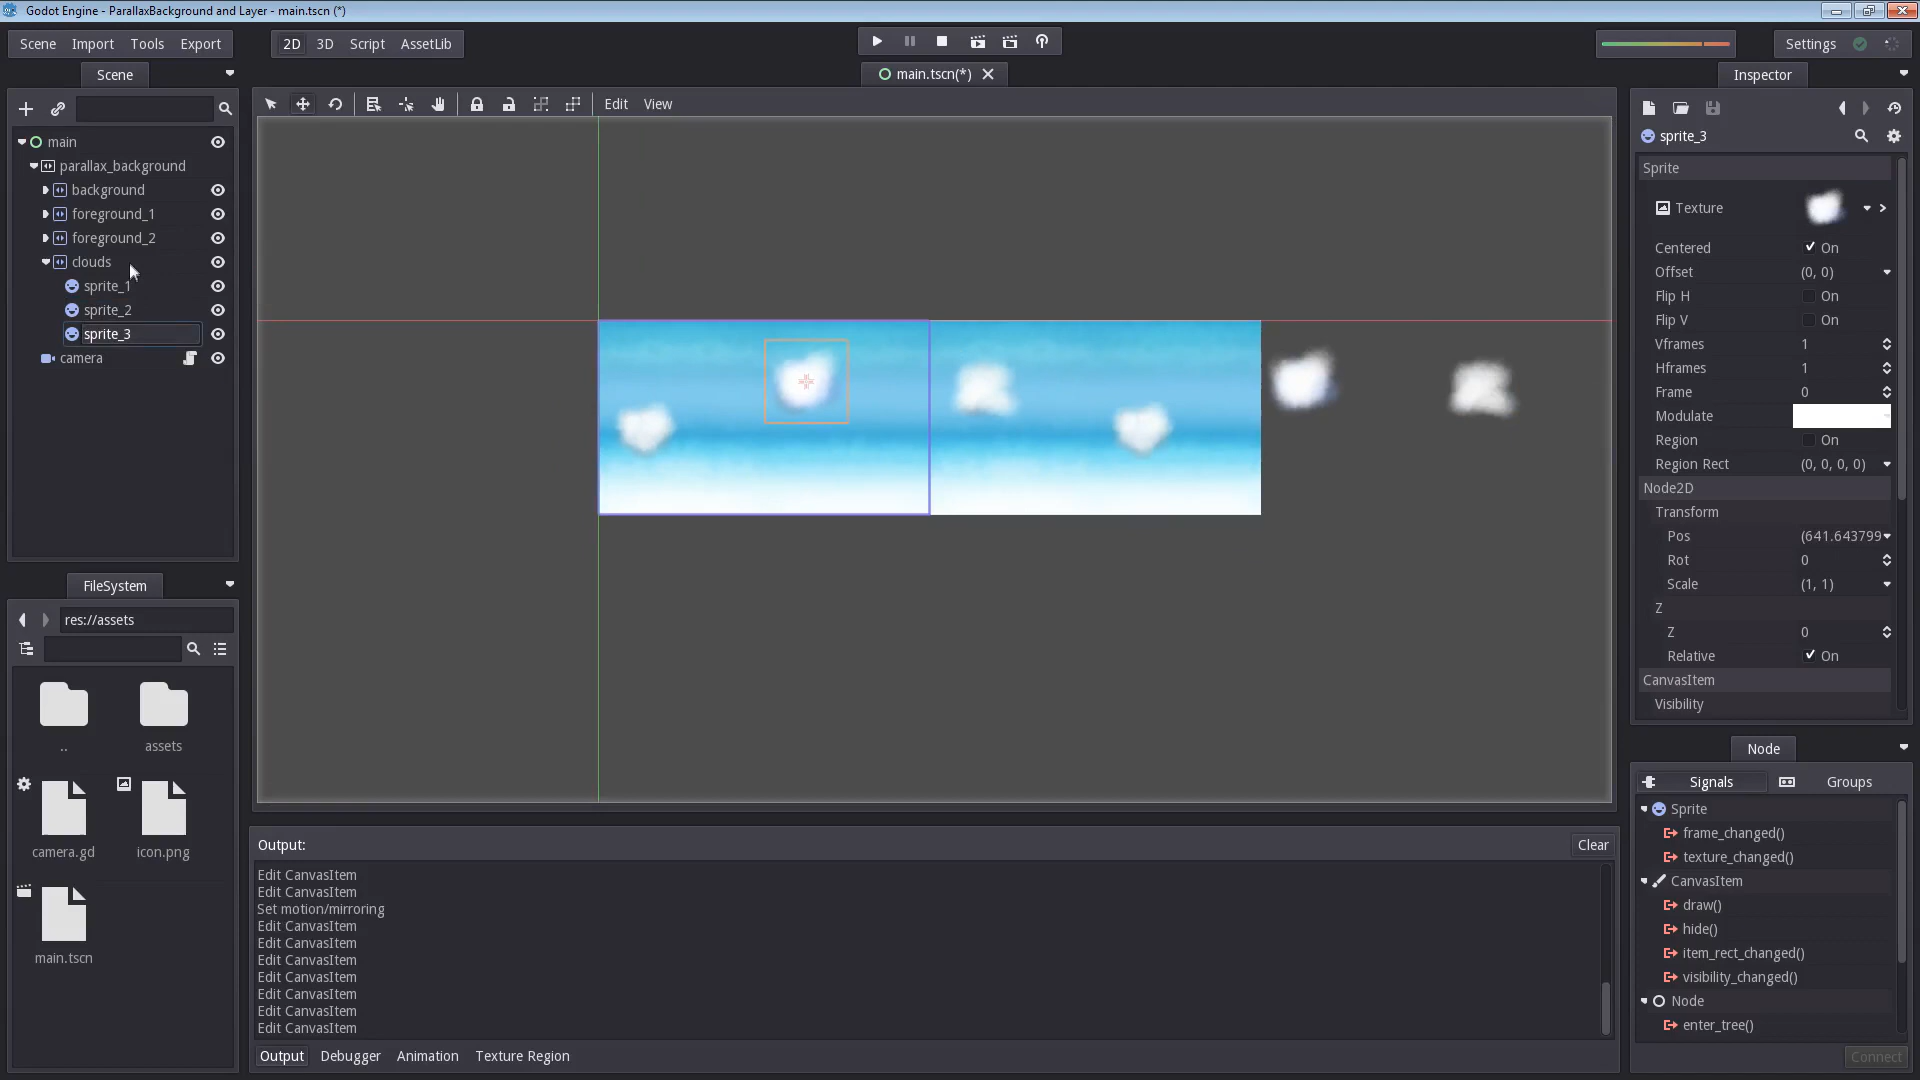 Godot Engine - ParallaxBackground and Layer - main.tscn (*)
Scene Import Tools Export
2D 3D Script AssetLib
Settings
Scene
main
parallax_background
background
foreground_1
foreground_2
clouds
sprite_1
sprite_2
sprite_3
camera
FileSystem
res://assets
..
assets
camera.gd
icon.png
main.tscn
main.tscn(*)
Edit View
Output:
Clear
Edit CanvasItem
Edit CanvasItem
Set motion/mirroring
Edit CanvasItem
Edit CanvasItem
Edit CanvasItem
Edit CanvasItem
Edit CanvasItem
Edit CanvasItem
Edit CanvasItem
Output Debugger Animation Texture Region
Inspector
sprite_3
Sprite
Texture
Centered On
Offset (0, 0)
Flip H On
Flip V On
Vframes 1
Hframes 1
Frame 0
Modulate
Region On
Region Rect (0, 0, 0, 0)
Node2D
Transform
Pos (641.643799
Rot 0
Scale (1, 1)
Z
Z 0
Relative On
CanvasItem
Visibility
Node
Signals Groups
Sprite
frame_changed()
texture_changed()
CanvasItem
draw()
hide()
item_rect_changed()
visibility_changed()
Node
enter_tree()
Connect